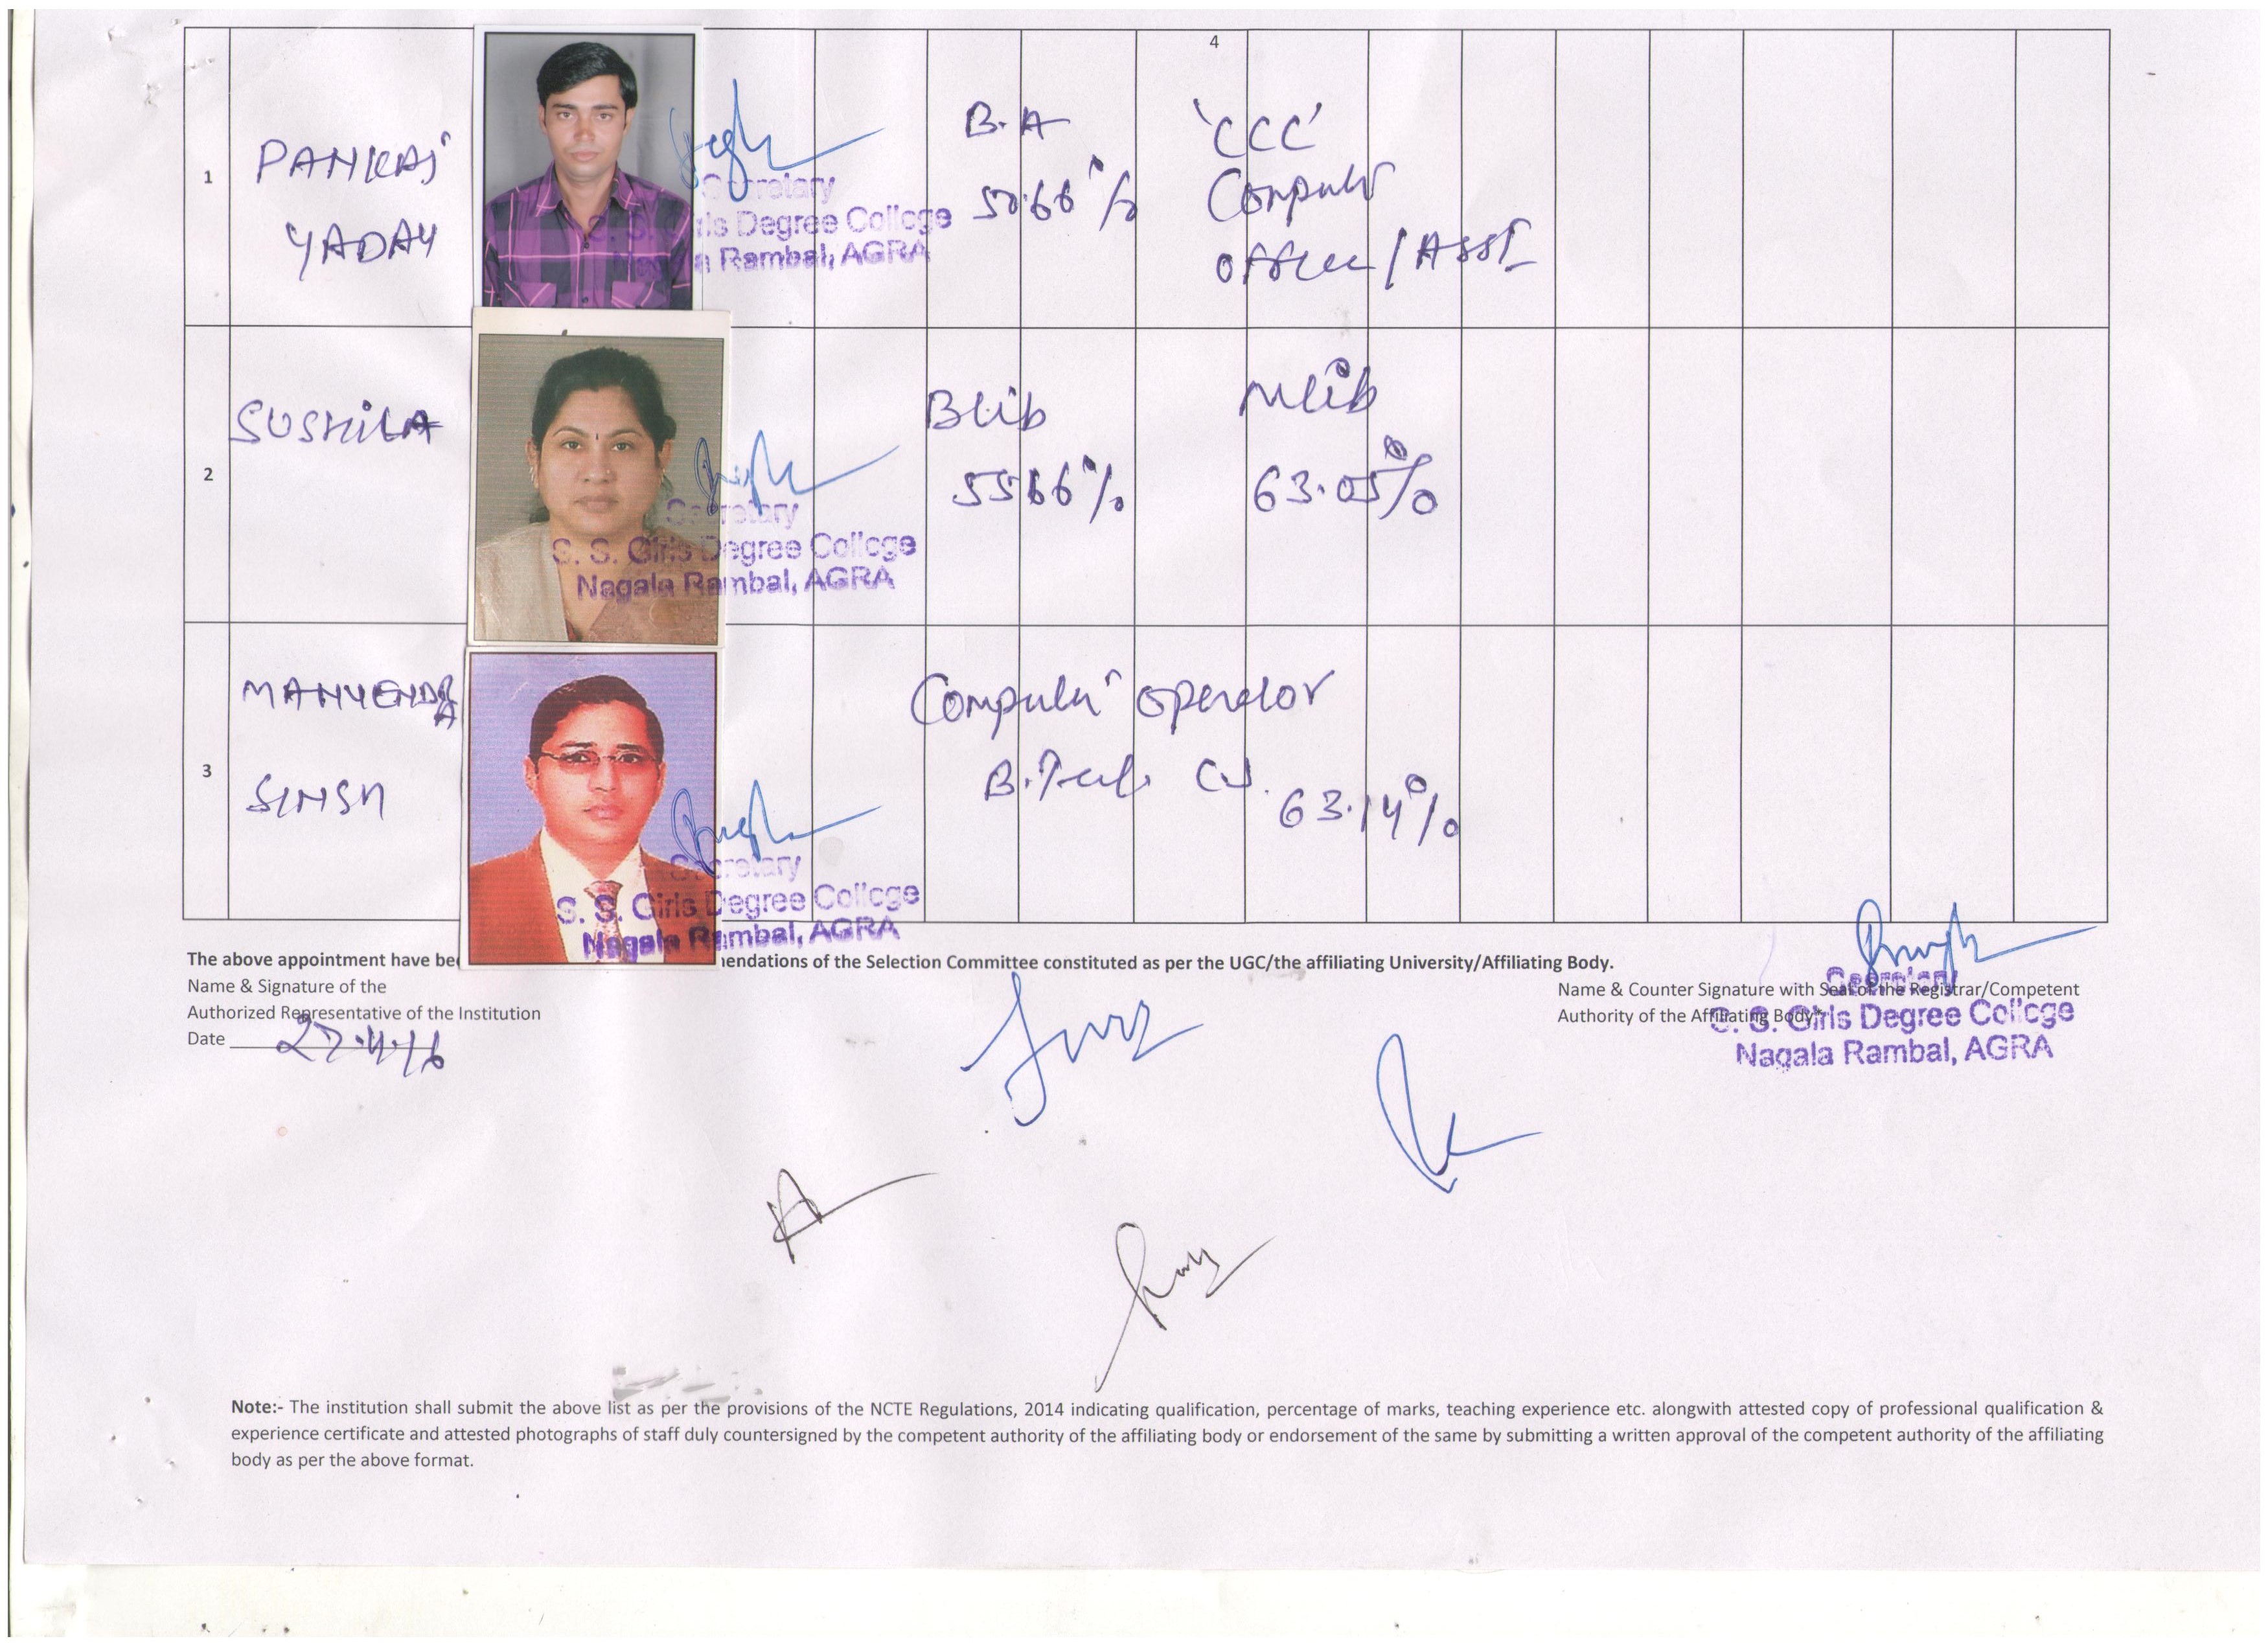 4
1
PANKAJ
YADAV
B.A
50.66%
'CCC'
Computer
Officer / ASST
Secretary
S. S. Girls Degree College
Nagala Rambal, AGRA
2
SUSHILA
Blib
55.66%
Mlib
63.05%
Secretary
S. S. Girls Degree College
Nagala Rambal, AGRA
3
MANVENDRA
SINGH
Computer operator
B.Tech. CS.
63.14%
Secretary
S. S. Girls Degree College
Nagala Rambal, AGRA
The above appointment have bee mendations of the Selection Committee constituted as per the UGC/the affiliating University/Affiliating Body.
Name & Signature of the
Authorized Representative of the Institution
Date 27.4.16
Name & Counter Signature with Seal of the Registrar/Competent
Authority of the Affiliating Body*
Secretary
S. S. Girls Degree College
Nagala Rambal, AGRA
Note:- The institution shall submit the above list as per the provisions of the NCTE Regulations, 2014 indicating qualification, percentage of marks, teaching experience etc. alongwith attested copy of professional qualification &
experience certificate and attested photographs of staff duly countersigned by the competent authority of the affiliating body or endorsement of the same by submitting a written approval of the competent authority of the affiliating
body as per the above format.